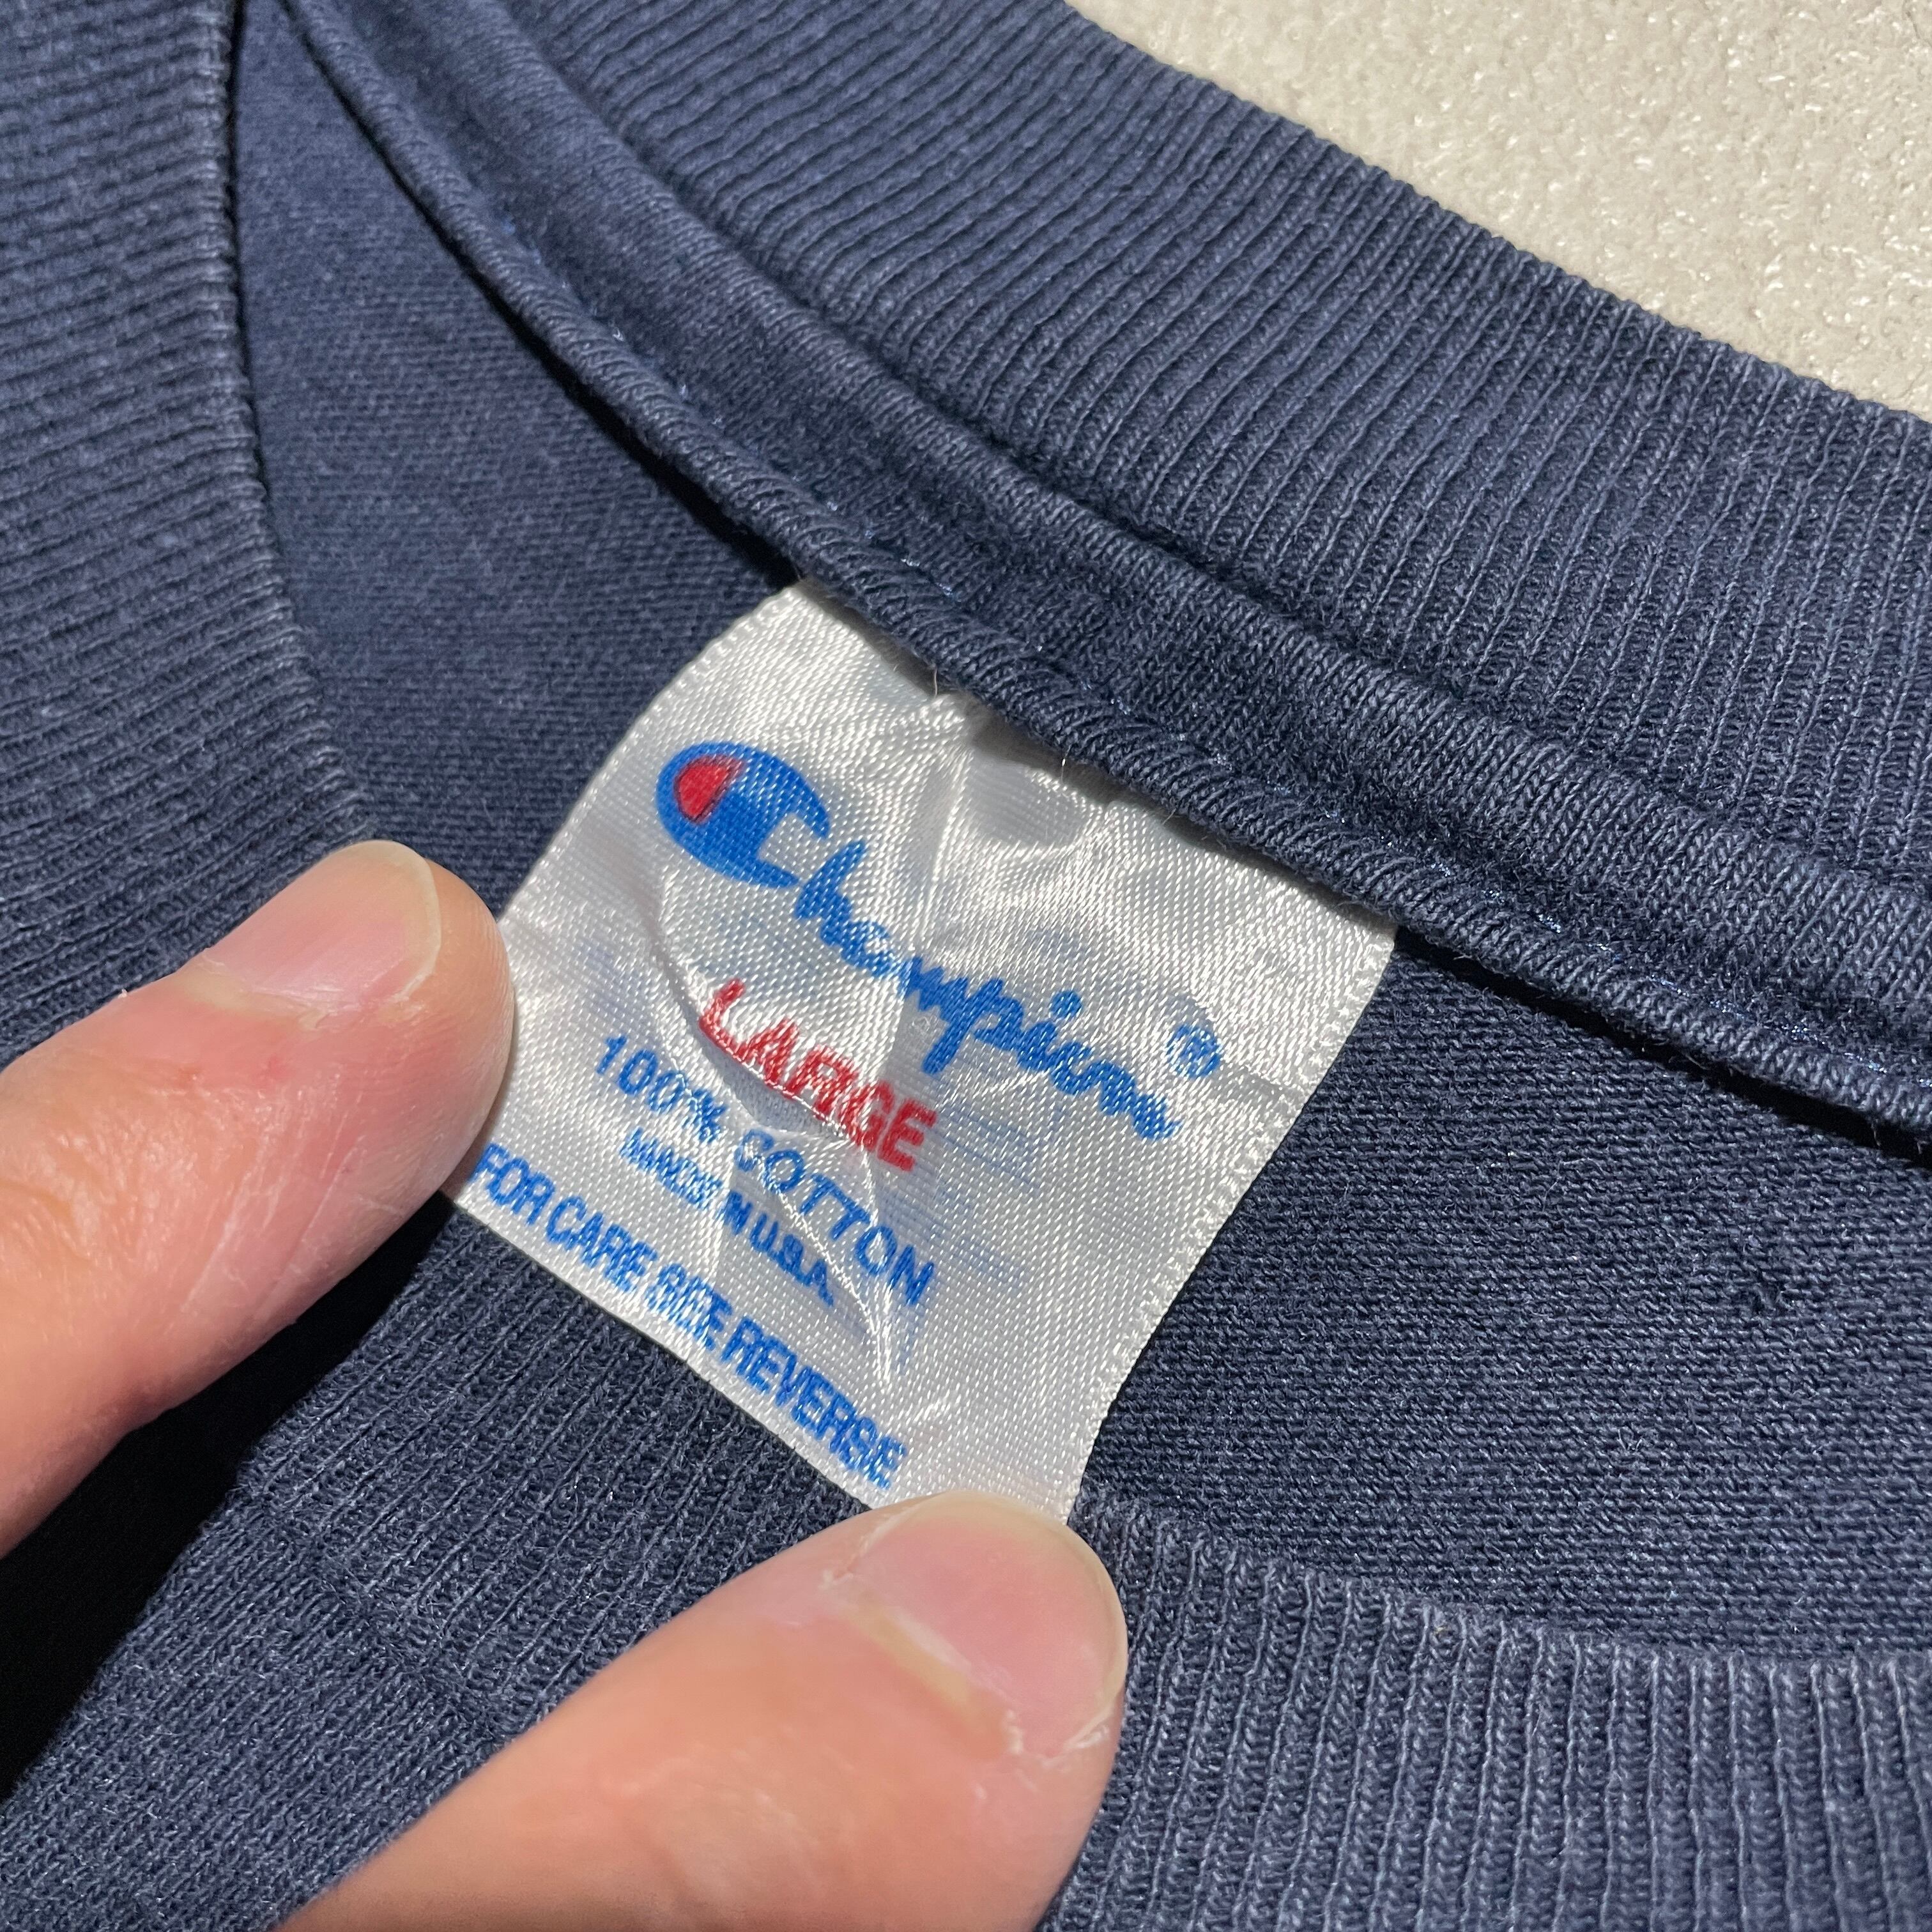 Champion®
LARGE
100% COTTON
MADE IN U.S.A.
FOR CARE SEE REVERSE